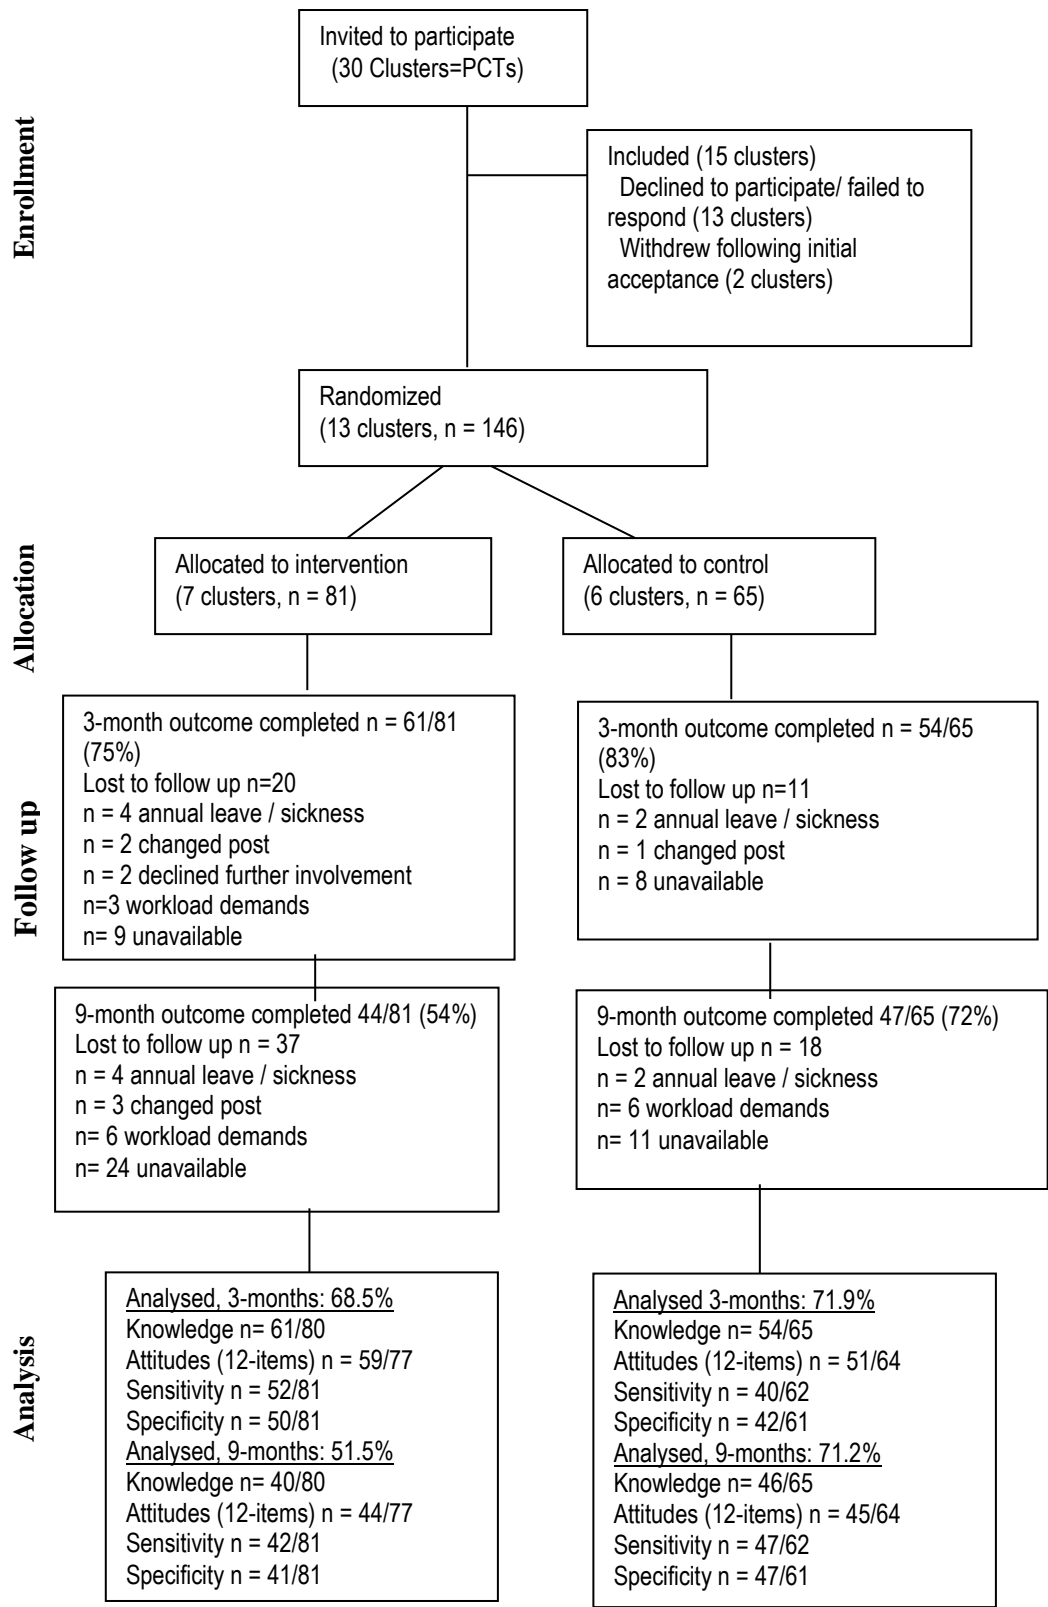 Enrollment
Invited to participate
(30 Clusters=PCTs)
Included (15 clusters)
Declined to participate/ failed to
respond (13 clusters)
Withdrew following initial
acceptance (2 clusters)
Randomized
(13 clusters, n = 146)
Allocation
Allocated to intervention
(7 clusters, n = 81)
Allocated to control
(6 clusters, n = 65)
Follow up
3-month outcome completed n = 61/81
(75%)
Lost to follow up n=20
n = 4 annual leave / sickness
n = 2 changed post
n = 2 declined further involvement
n=3 workload demands
n= 9 unavailable
3-month outcome completed n = 54/65
(83%)
Lost to follow up n=11
n = 2 annual leave / sickness
n = 1 changed post
n = 8 unavailable
9-month outcome completed 44/81 (54%)
Lost to follow up n = 37
n = 4 annual leave / sickness
n = 3 changed post
n= 6 workload demands
n= 24 unavailable
9-month outcome completed 47/65 (72%)
Lost to follow up n = 18
n = 2 annual leave / sickness
n= 6 workload demands
n= 11 unavailable
Analysis
Analysed, 3-months: 68.5%
Knowledge n= 61/80
Attitudes (12-items) n = 59/77
Sensitivity n = 52/81
Specificity n = 50/81
Analysed, 9-months: 51.5%
Knowledge n= 40/80
Attitudes (12-items) n = 44/77
Sensitivity n = 42/81
Specificity n = 41/81
Analysed 3-months: 71.9%
Knowledge n= 54/65
Attitudes (12-items) n = 51/64
Sensitivity n = 40/62
Specificity n = 42/61
Analysed, 9-months: 71.2%
Knowledge n= 46/65
Attitudes (12-items) n = 45/64
Sensitivity n = 47/62
Specificity n = 47/61